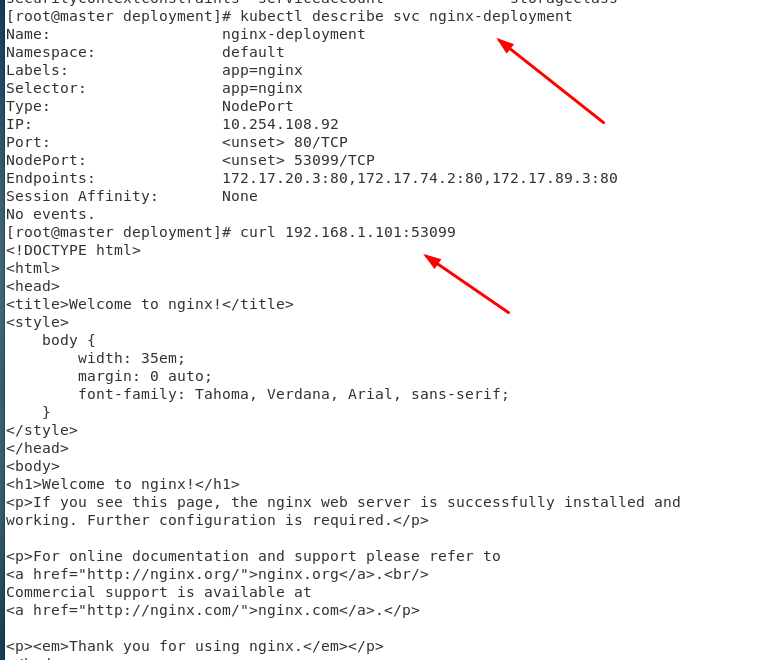 [root@master deployment]# kubectl describe svc nginx-deployment
Name:                   nginx-deployment
Namespace:              default
Labels:                 app=nginx
Selector:               app=nginx
Type:                   NodePort
IP:                     10.254.108.92
Port:                   <unset> 80/TCP
NodePort:               <unset> 53099/TCP
Endpoints:              172.17.20.3:80,172.17.74.2:80,172.17.89.3:80
Session Affinity:       None
No events.
[root@master deployment]# curl 192.168.1.101:53099
<!DOCTYPE html>
<html>
<head>
<title>Welcome to nginx!</title>
<style>
    body {
        width: 35em;
        margin: 0 auto;
        font-family: Tahoma, Verdana, Arial, sans-serif;
    }
</style>
</head>
<body>
<h1>Welcome to nginx!</h1>
<p>If you see this page, the nginx web server is successfully installed and
working. Further configuration is required.</p>

<p>For online documentation and support please refer to
<a href="http://nginx.org/">nginx.org</a>.<br/>
Commercial support is available at
<a href="http://nginx.com/">nginx.com</a>.</p>

<p><em>Thank you for using nginx.</em></p>